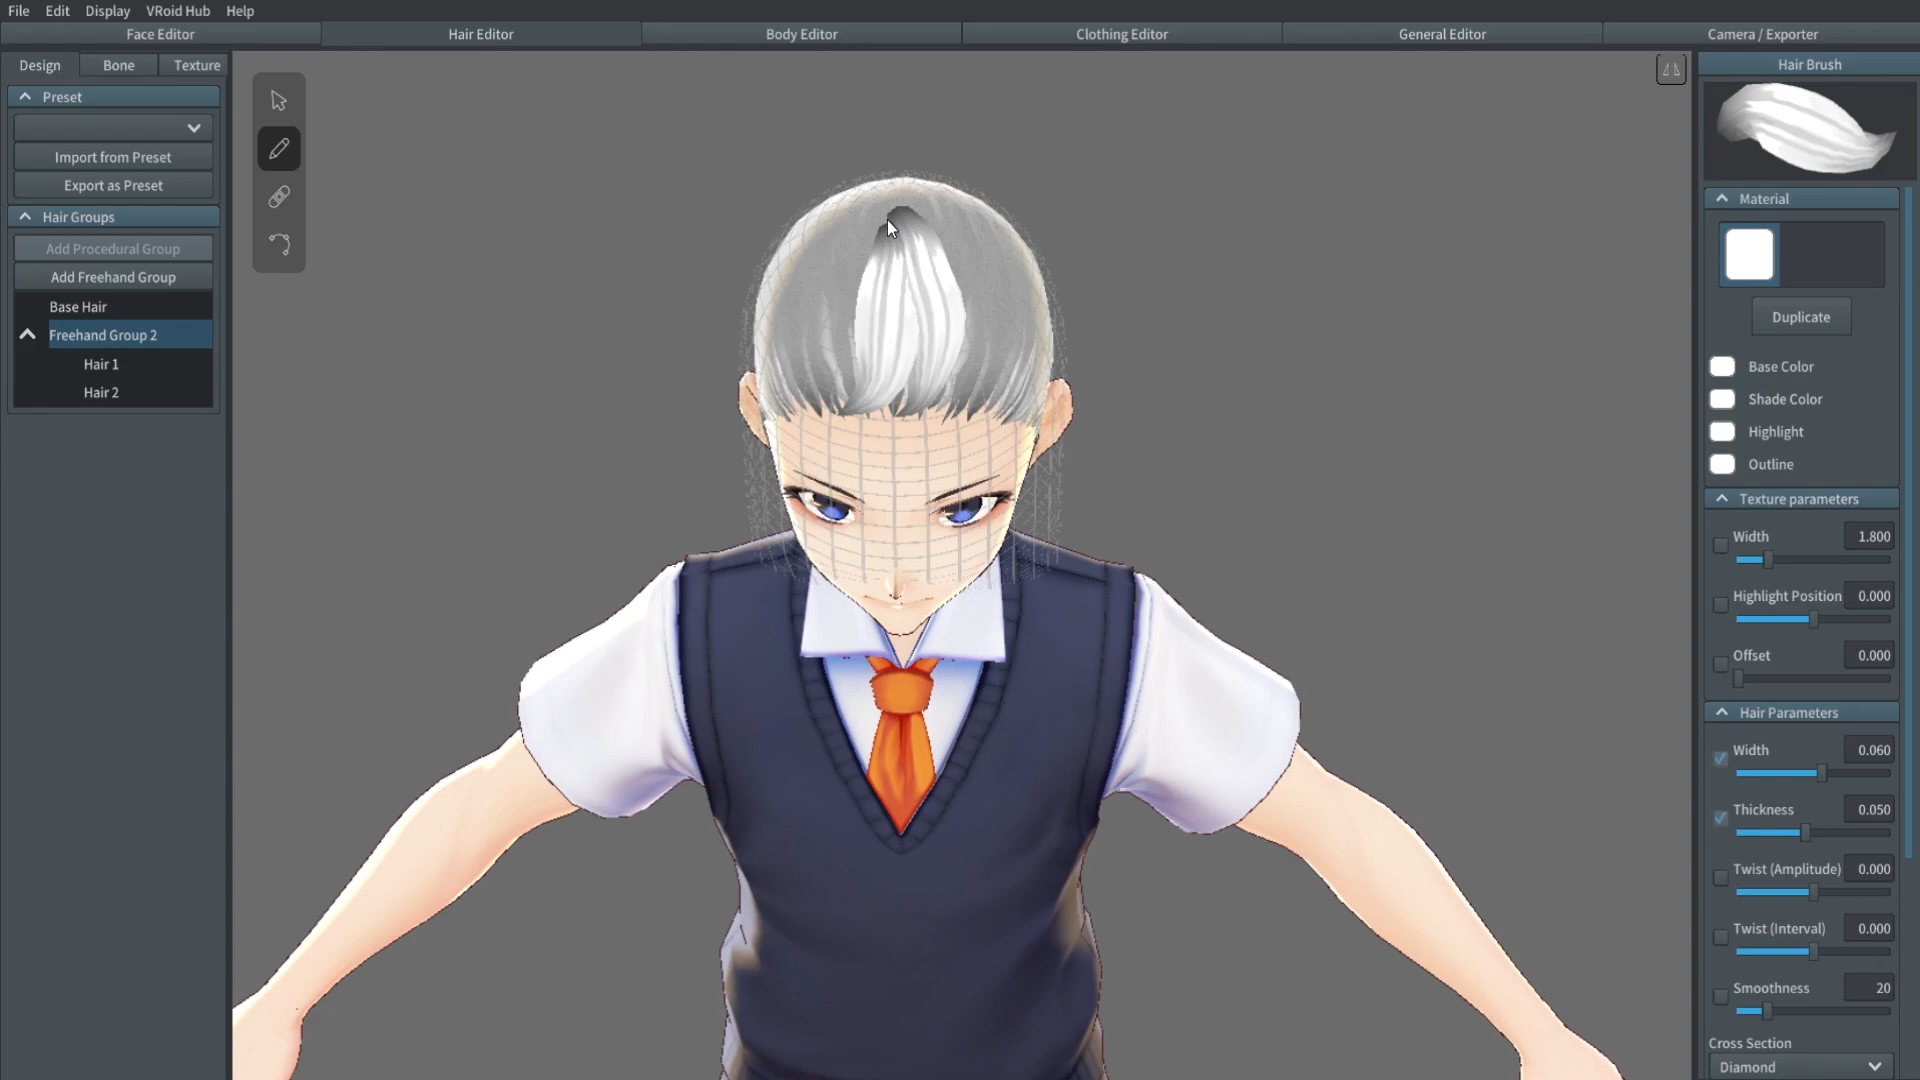 File Edit Display VRoid Hub Help
Face Editor Hair Editor Body Editor Clothing Editor General Editor Camera / Exporter
Design Bone Texture
Preset
Import from Preset
Export as Preset
Hair Groups
Add Procedural Group
Add Freehand Group
Base Hair
Freehand Group 2
Hair 1
Hair 2
Hair Brush
Material
Duplicate
Base Color
Shade Color
Highlight
Outline
Texture parameters
Width 1.800
Highlight Position 0.000
Offset 0.000
Hair Parameters
Width 0.060
Thickness 0.050
Twist (Amplitude) 0.000
Twist (Interval) 0.000
Smoothness 20
Cross Section
Diamond